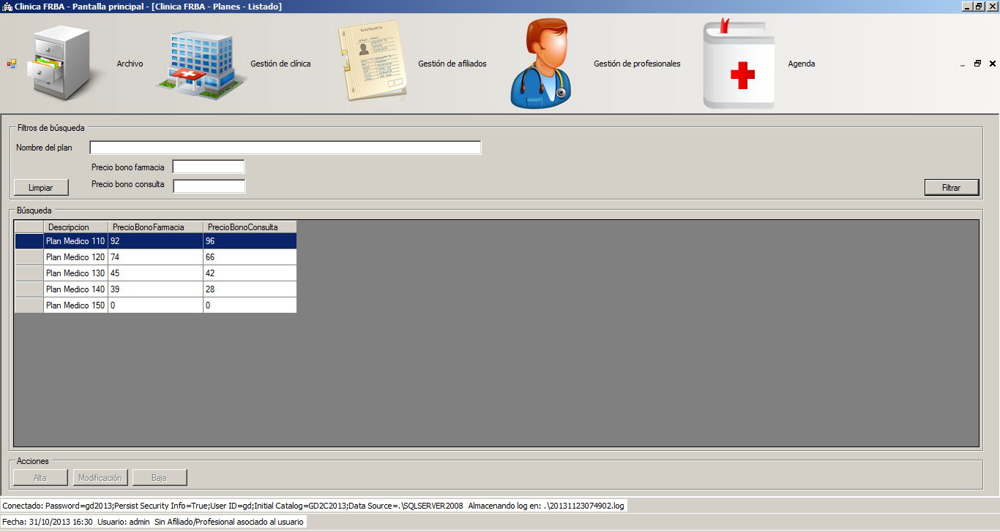 Clinica FRBA - Pantalla principal - [Clinica FRBA - Planes - Listado]
Archivo
Gestión de clínica
Gestión de afiliados
Gestión de profesionales
Agenda
Filtros de búsqueda
Nombre del plan
Precio bono farmacia
Precio bono consulta
Limpiar
Filtrar
Búsqueda
Descripcion PrecioBonoFarmacia PrecioBonoConsulta
Plan Medico 110 92 96
Plan Medico 120 74 66
Plan Medico 130 45 42
Plan Medico 140 39 28
Plan Medico 150 0 0
Acciones
Alta Modificación Baja
Conectado: Password=gd2013;Persist Security Info=True;User ID=gd;Initial Catalog=GD2C2013;Data Source=.\SQLSERVER2008 Almacenando log en: .\20131123074902.log
Fecha: 31/10/2013 16:30 Usuario: admin Sin Afiliado/Profesional asociado al usuario